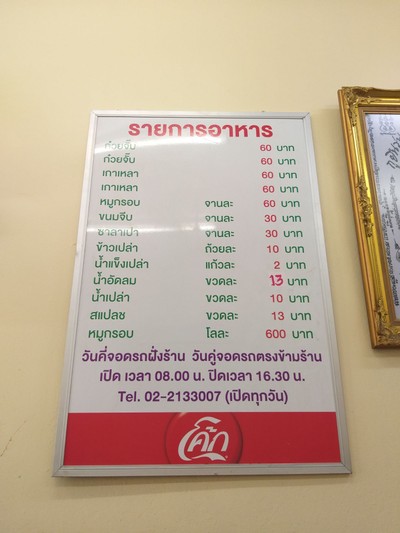 รายการอาหาร
ก๋วยจั๊บ 60 บาท
ก๋วยจั๊บ 60 บาท
เกาเหลา 60 บาท
เกาเหลา 60 บาท
หมูกรอบ จานละ 60 บาท
ขนมจีบ จานละ 30 บาท
ซาลาเปา จานละ 30 บาท
ข้าวเปล่า ถ้วยละ 10 บาท
น้ำแข็งเปล่า แก้วละ 2 บาท
น้ำอัดลม ขวดละ 13 บาท
น้ำเปล่า ขวดละ 10 บาท
สแปลช ขวดละ 13 บาท
หมูกรอบ โลละ 600 บาท
วันคี่จอดรถฝั่งร้าน วันคู่จอดรถตรงข้ามร้าน
เปิด เวลา 08.00 น. ปิดเวลา 16.30 น.
Tel. 02-2133007 (เปิดทุกวัน)
โค้ก